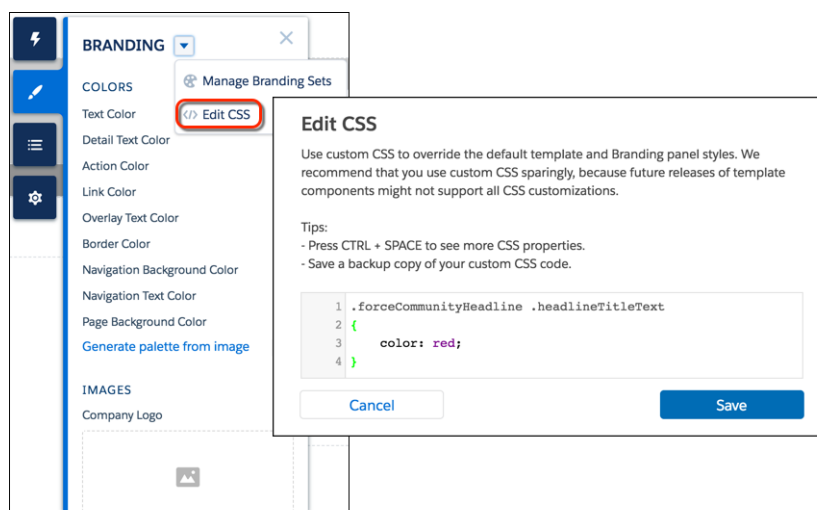 BRANDING
Manage Branding Sets
</> Edit CSS
COLORS
Text Color
Detail Text Color
Action Color
Link Color
Overlay Text Color
Border Color
Navigation Background Color
Navigation Text Color
Page Background Color
Generate palette from image
IMAGES
Company Logo
Edit CSS
Use custom CSS to override the default template and Branding panel styles. We
recommend that you use custom CSS sparingly, because future releases of template
components might not support all CSS customizations.
Tips:
- Press CTRL + SPACE to see more CSS properties.
- Save a backup copy of your custom CSS code.
1 .forceCommunityHeadline .headlineTitleText
2 {
3 color: red;
4 }
Cancel
Save